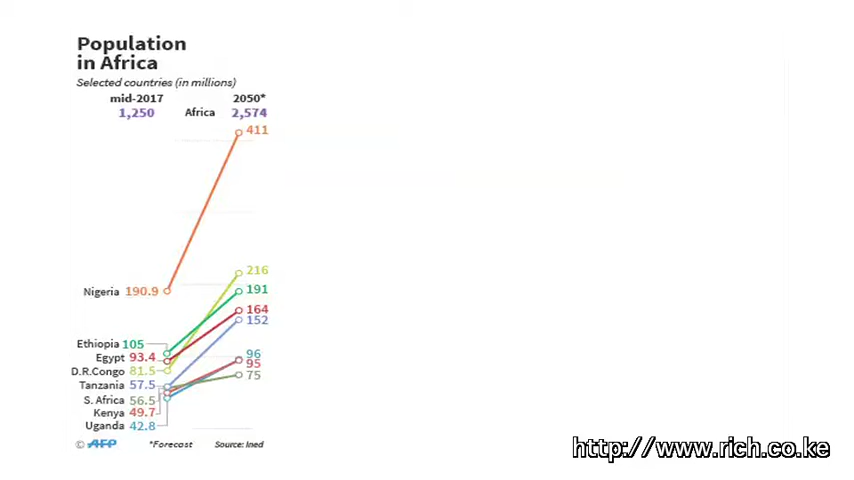 Population
in Africa
Selected countries (in millions)
mid-2017 2050*
1,250 Africa 2,574
411
216
Nigeria 190.9 191
164
152
Ethiopia 105
Egypt 93.4 96
D.R.Congo 81.5 95
Tanzania 57.5 75
S. Africa 56.5
Kenya 49.7
Uganda 42.8
© AFP *Forecast Source: Ined
http://www.rich.co.ke